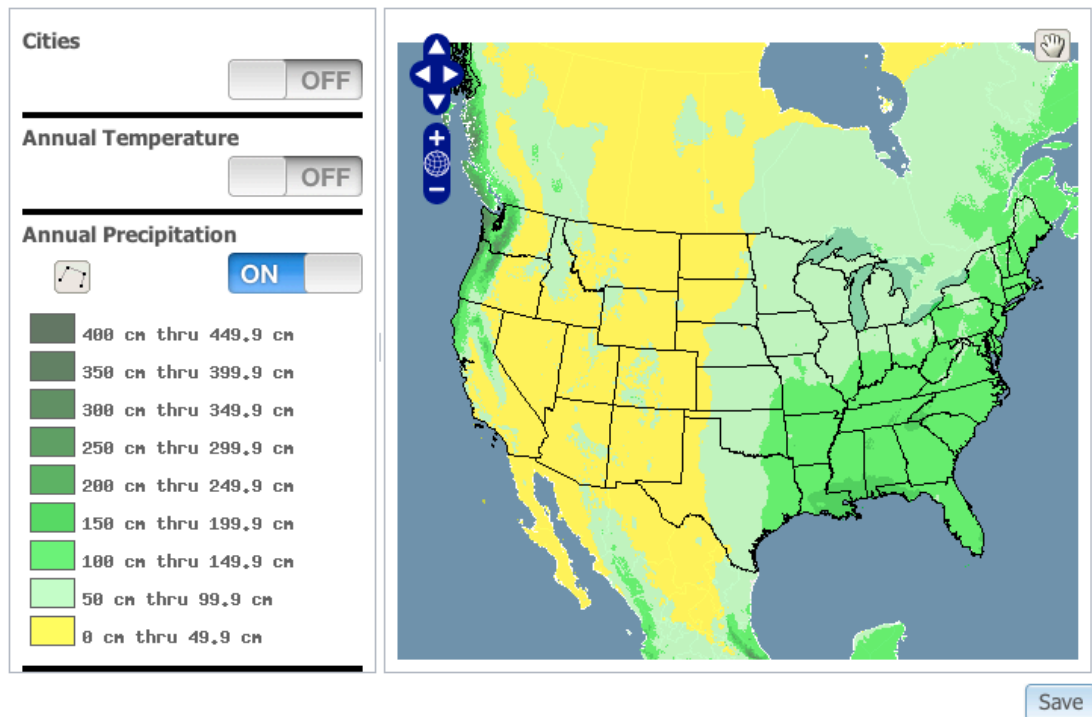 Cities
OFF
Annual Temperature
OFF
Annual Precipitation
ON
400 cm thru 449.9 cm
350 cm thru 399.9 cm
300 cm thru 349.9 cm
250 cm thru 299.9 cm
200 cm thru 249.9 cm
150 cm thru 199.9 cm
100 cm thru 149.9 cm
50 cm thru 99.9 cm
0 cm thru 49.9 cm
Save